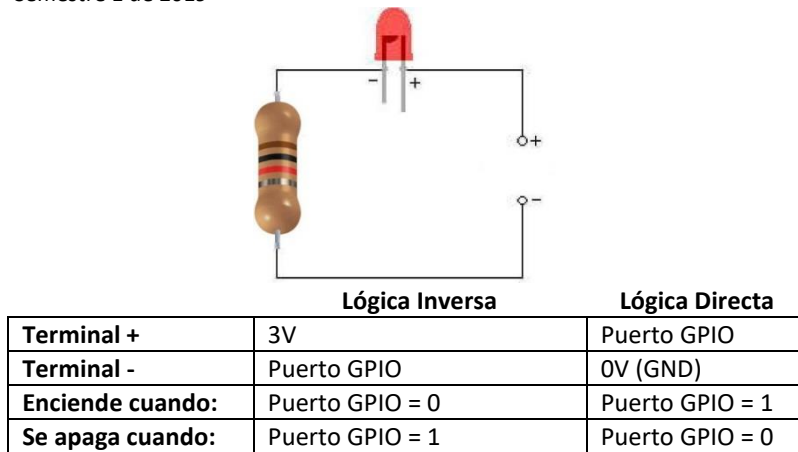 - +
+
-
Lógica Inversa Lógica Directa
Terminal + 3V Puerto GPIO
Terminal - Puerto GPIO 0V (GND)
Enciende cuando: Puerto GPIO = 0 Puerto GPIO = 1
Se apaga cuando: Puerto GPIO = 1 Puerto GPIO = 0